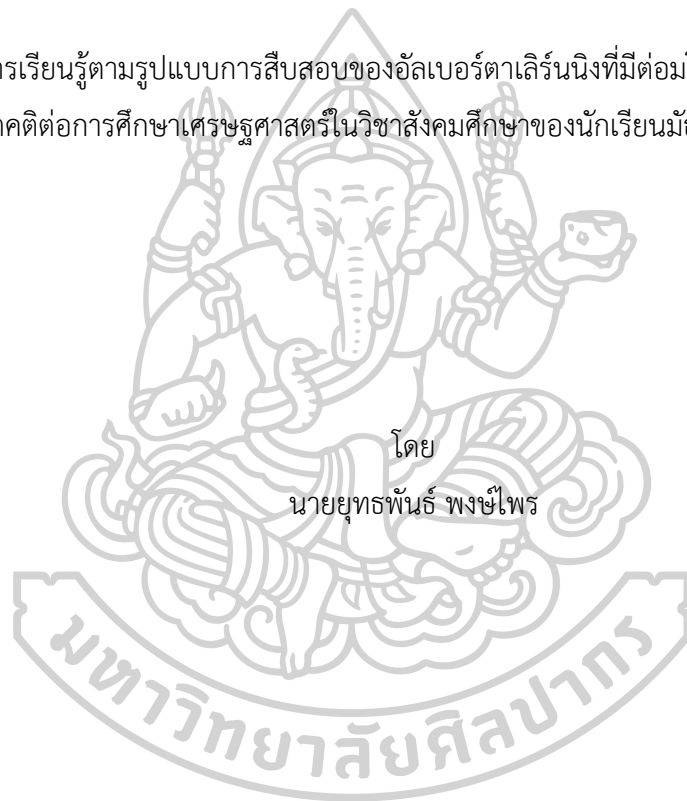 ารเรียนรู้ตามรูปแบบการสืบสอบของอัลเบอร์ตาเลิร์นนิงที่มีต่อม
คติต่อการศึกษาเศรษฐศาสตร์ในวิชาสังคมศึกษาของนักเรียนมัธ
โดย
นายยุทธพันธ์ พงษ์ไพร
มหาวิทยาลัยศิลปากร